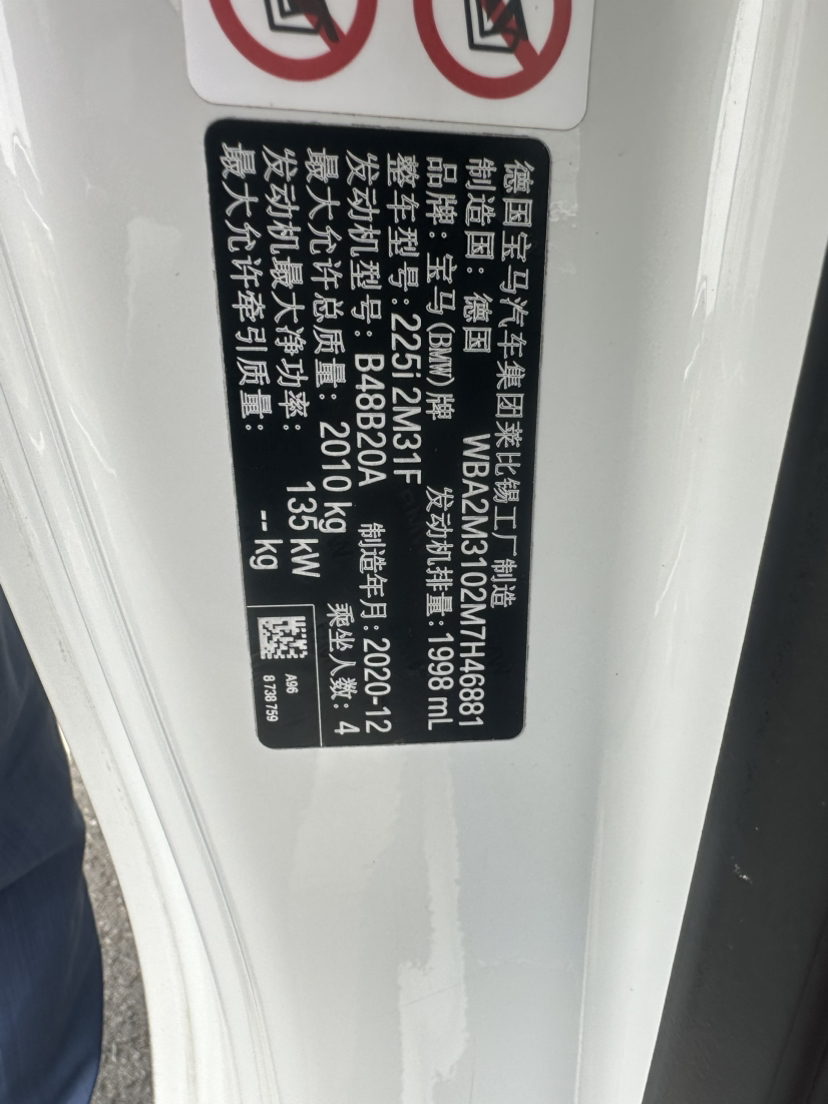 德国宝马汽车集团莱比锡工厂制造
制造国：德国 WBA2M3102M7H46881
品牌：宝马(BMW)牌 发动机排量：1998 mL
整车型号：225i 2M31F
发动机型号：B48B20A 制造年月：2020-12
最大允许总质量：2010 kg 乘坐人数：4
发动机最大净功率：135 kW
最大允许牵引质量：-- kg
A96
8 738 759